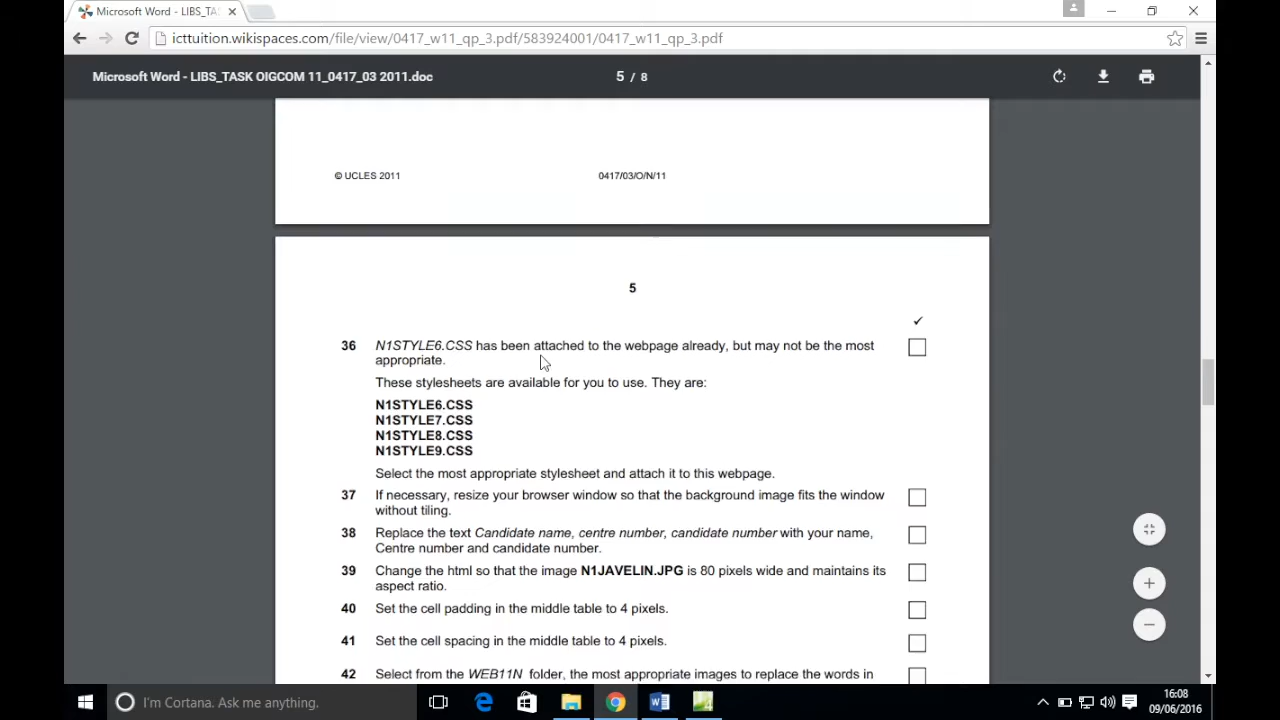 Microsoft Word - LIBS_TA
icttuition.wikispaces.com/file/view/0417_w11_qp_3.pdf/583924001/0417_w11_qp_3.pdf
Microsoft Word - LIBS_TASK OIGCOM 11_0417_03 2011.doc
5 / 8
© UCLES 2011
0417/03/O/N/11
5
✓
36 N1STYLE6.CSS has been attached to the webpage already, but may not be the most
appropriate.
These stylesheets are available for you to use. They are:
N1STYLE6.CSS
N1STYLE7.CSS
N1STYLE8.CSS
N1STYLE9.CSS
Select the most appropriate stylesheet and attach it to this webpage.
37 If necessary, resize your browser window so that the background image fits the window
without tiling.
38 Replace the text Candidate name, centre number, candidate number with your name,
Centre number and candidate number.
39 Change the html so that the image N1JAVELIN.JPG is 80 pixels wide and maintains its
aspect ratio.
40 Set the cell padding in the middle table to 4 pixels.
41 Set the cell spacing in the middle table to 4 pixels.
42 Select from the WEB11N folder, the most appropriate images to replace the words in
I'm Cortana. Ask me anything.
16:08
09/06/2016